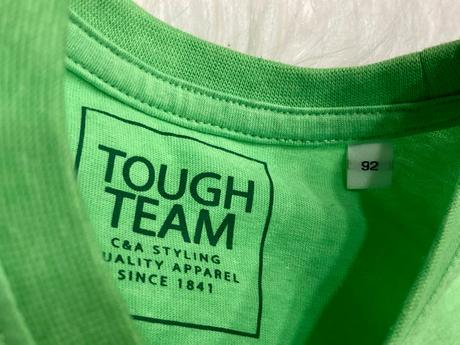 TOUGH
TEAM
C&A STYLING
UALITY APPAREL
SINCE 1841
92